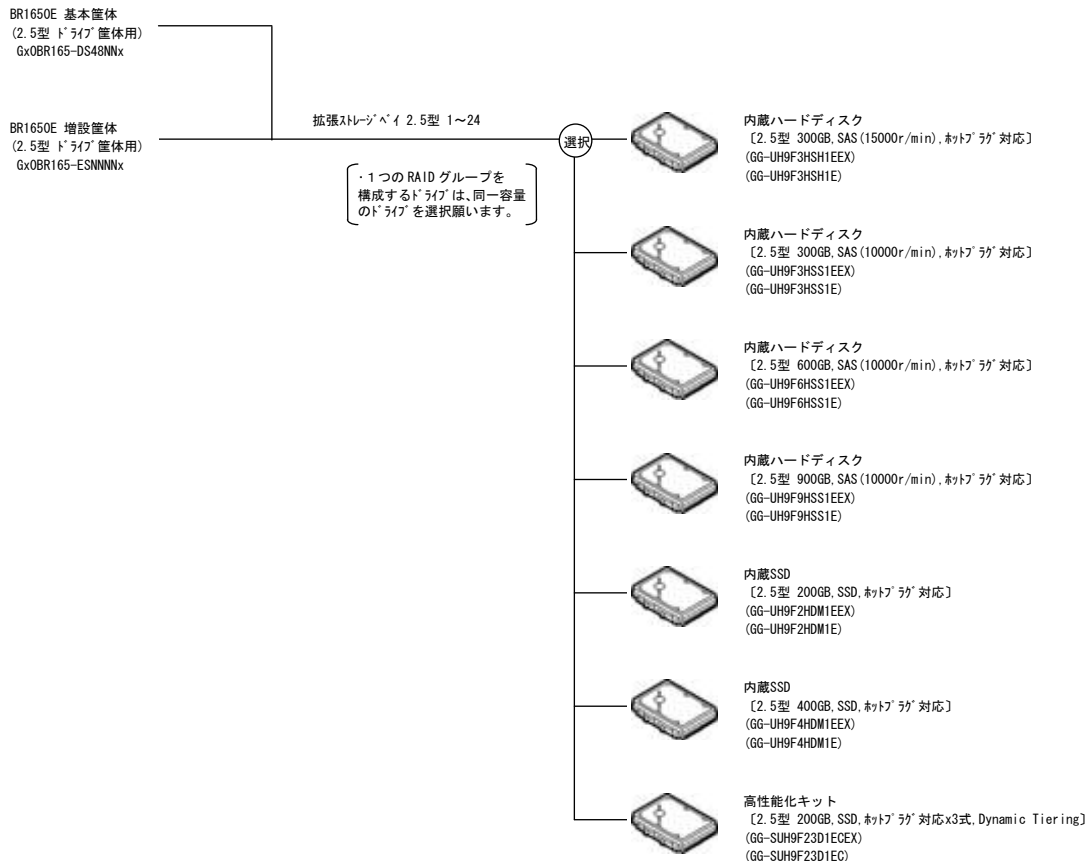 BR1650E 基本筐体
(2.5型 ﾄﾞﾗｲﾌﾞ筐体用)
Gx0BR165-DS48NNx
BR1650E 増設筐体
(2.5型 ﾄﾞﾗｲﾌﾞ筐体用)
Gx0BR165-ESNNNNx
拡張ｽﾄﾚｰｼﾞﾍﾞｲ 2.5型 1～24
・１つの RAID グループを
構成するﾄﾞﾗｲﾌﾞは、同一容量
のﾄﾞﾗｲﾌﾞを選択願います。
選択
内蔵ハードディスク
〔2.5型 300GB,SAS(15000r/min),ﾎｯﾄﾌﾟﾗｸﾞ対応〕
(GG-UH9F3HSH1EEX)
(GG-UH9F3HSH1E)
内蔵ハードディスク
〔2.5型 300GB,SAS(10000r/min),ﾎｯﾄﾌﾟﾗｸﾞ対応〕
(GG-UH9F3HSS1EEX)
(GG-UH9F3HSS1E)
内蔵ハードディスク
〔2.5型 600GB,SAS(10000r/min),ﾎｯﾄﾌﾟﾗｸﾞ対応〕
(GG-UH9F6HSS1EEX)
(GG-UH9F6HSS1E)
内蔵ハードディスク
〔2.5型 900GB,SAS(10000r/min),ﾎｯﾄﾌﾟﾗｸﾞ対応〕
(GG-UH9F9HSS1EEX)
(GG-UH9F9HSS1E)
内蔵SSD
〔2.5型 200GB,SSD,ﾎｯﾄﾌﾟﾗｸﾞ対応〕
(GG-UH9F2HDM1EEX)
(GG-UH9F2HDM1E)
内蔵SSD
〔2.5型 400GB,SSD,ﾎｯﾄﾌﾟﾗｸﾞ対応〕
(GG-UH9F4HDM1EEX)
(GG-UH9F4HDM1E)
高性能化キット
〔2.5型 200GB,SSD,ﾎｯﾄﾌﾟﾗｸﾞ対応x3式,Dynamic Tiering〕
(GG-SUH9F23D1ECEX)
(GG-SUH9F23D1EC)